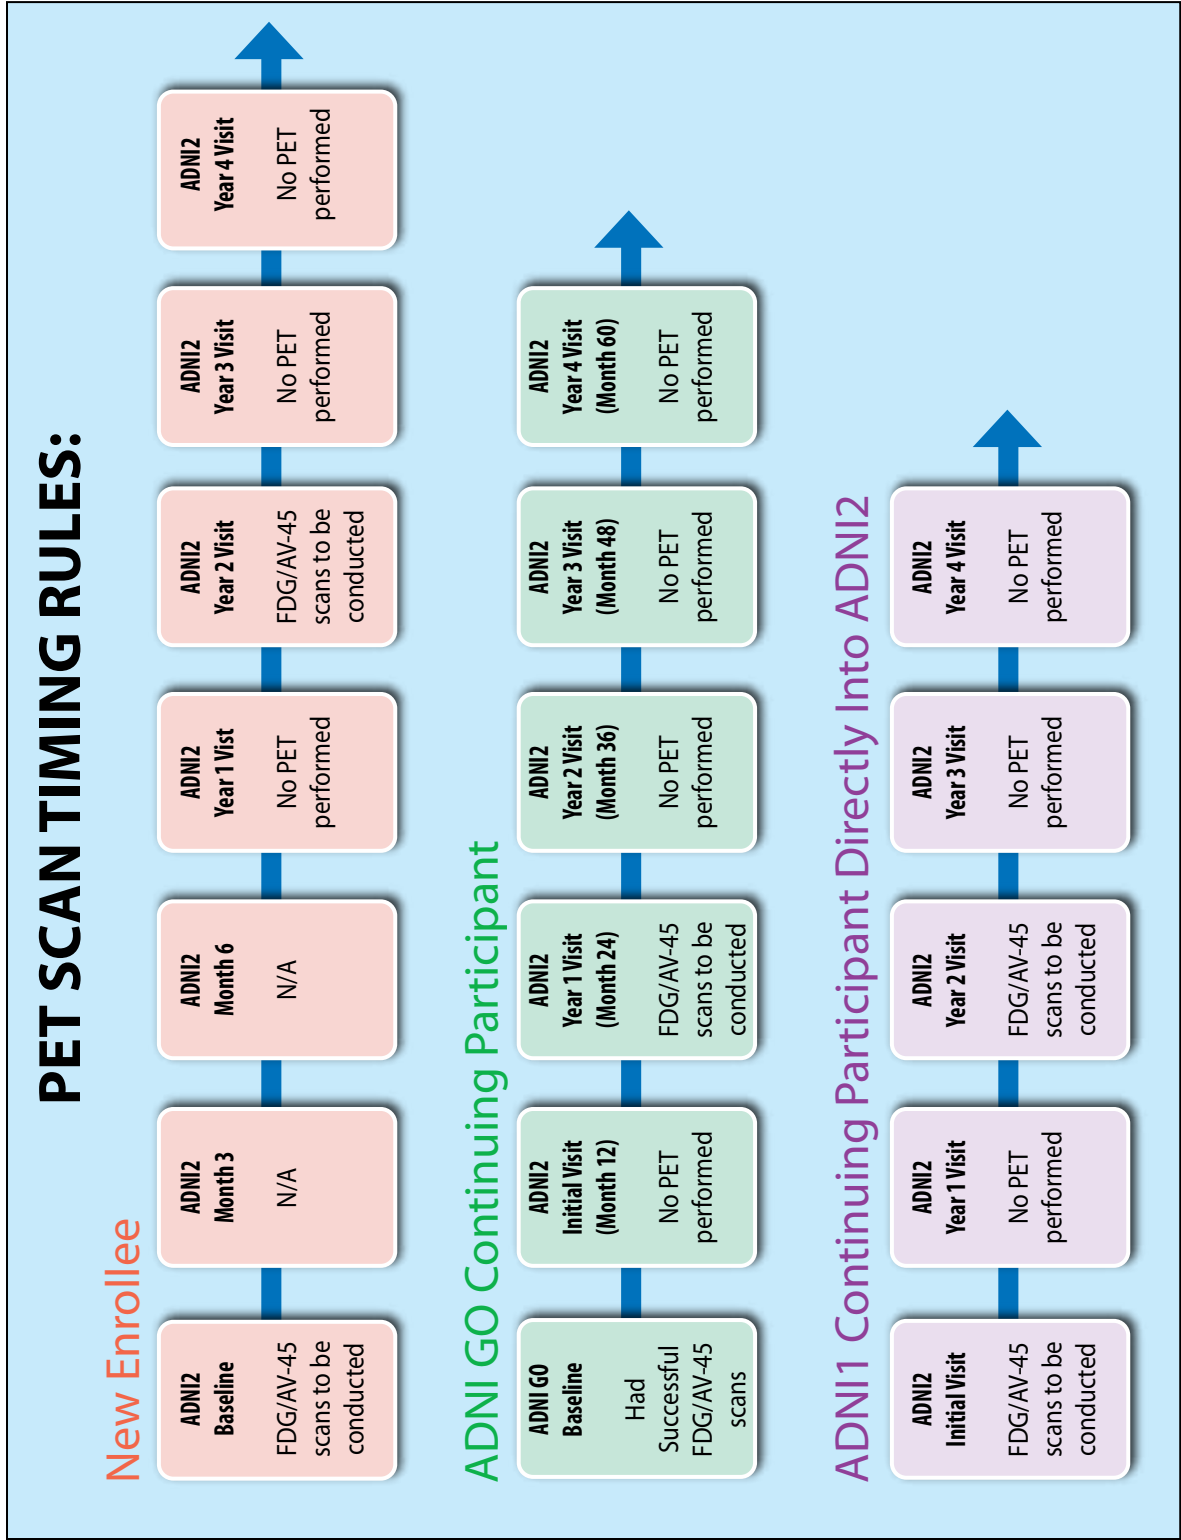 PET SCAN TIMING RULES:
New Enrollee
ADNI2
Baseline
FDG/AV-45
scans to be
conducted
ADNI2
Month 3
N/A
ADNI2
Month 6
N/A
ADNI2
Year 1 Vist
No PET
performed
ADNI2
Year 2 Visit
FDG/AV-45
scans to be
conducted
ADNI2
Year 3 Visit
No PET
performed
ADNI2
Year 4 Visit
No PET
performed
ADNI GO Continuing Participant
ADNI GO
Baseline
Had
Successful
FDG/AV-45
scans
ADNI2
Initial Visit
(Month 12)
No PET
performed
ADNI2
Year 1 Visit
(Month 24)
FDG/AV-45
scans to be
conducted
ADNI2
Year 2 Visit
(Month 36)
No PET
performed
ADNI2
Year 3 Visit
(Month 48)
No PET
performed
ADNI2
Year 4 Visit
(Month 60)
No PET
performed
ADNI1 Continuing Participant Directly Into ADNI2
ADNI2
Initial Visit
FDG/AV-45
scans to be
conducted
ADNI2
Year 1 Visit
No PET
performed
ADNI2
Year 2 Visit
FDG/AV-45
scans to be
conducted
ADNI2
Year 3 Visit
No PET
performed
ADNI2
Year 4 Visit
No PET
performed